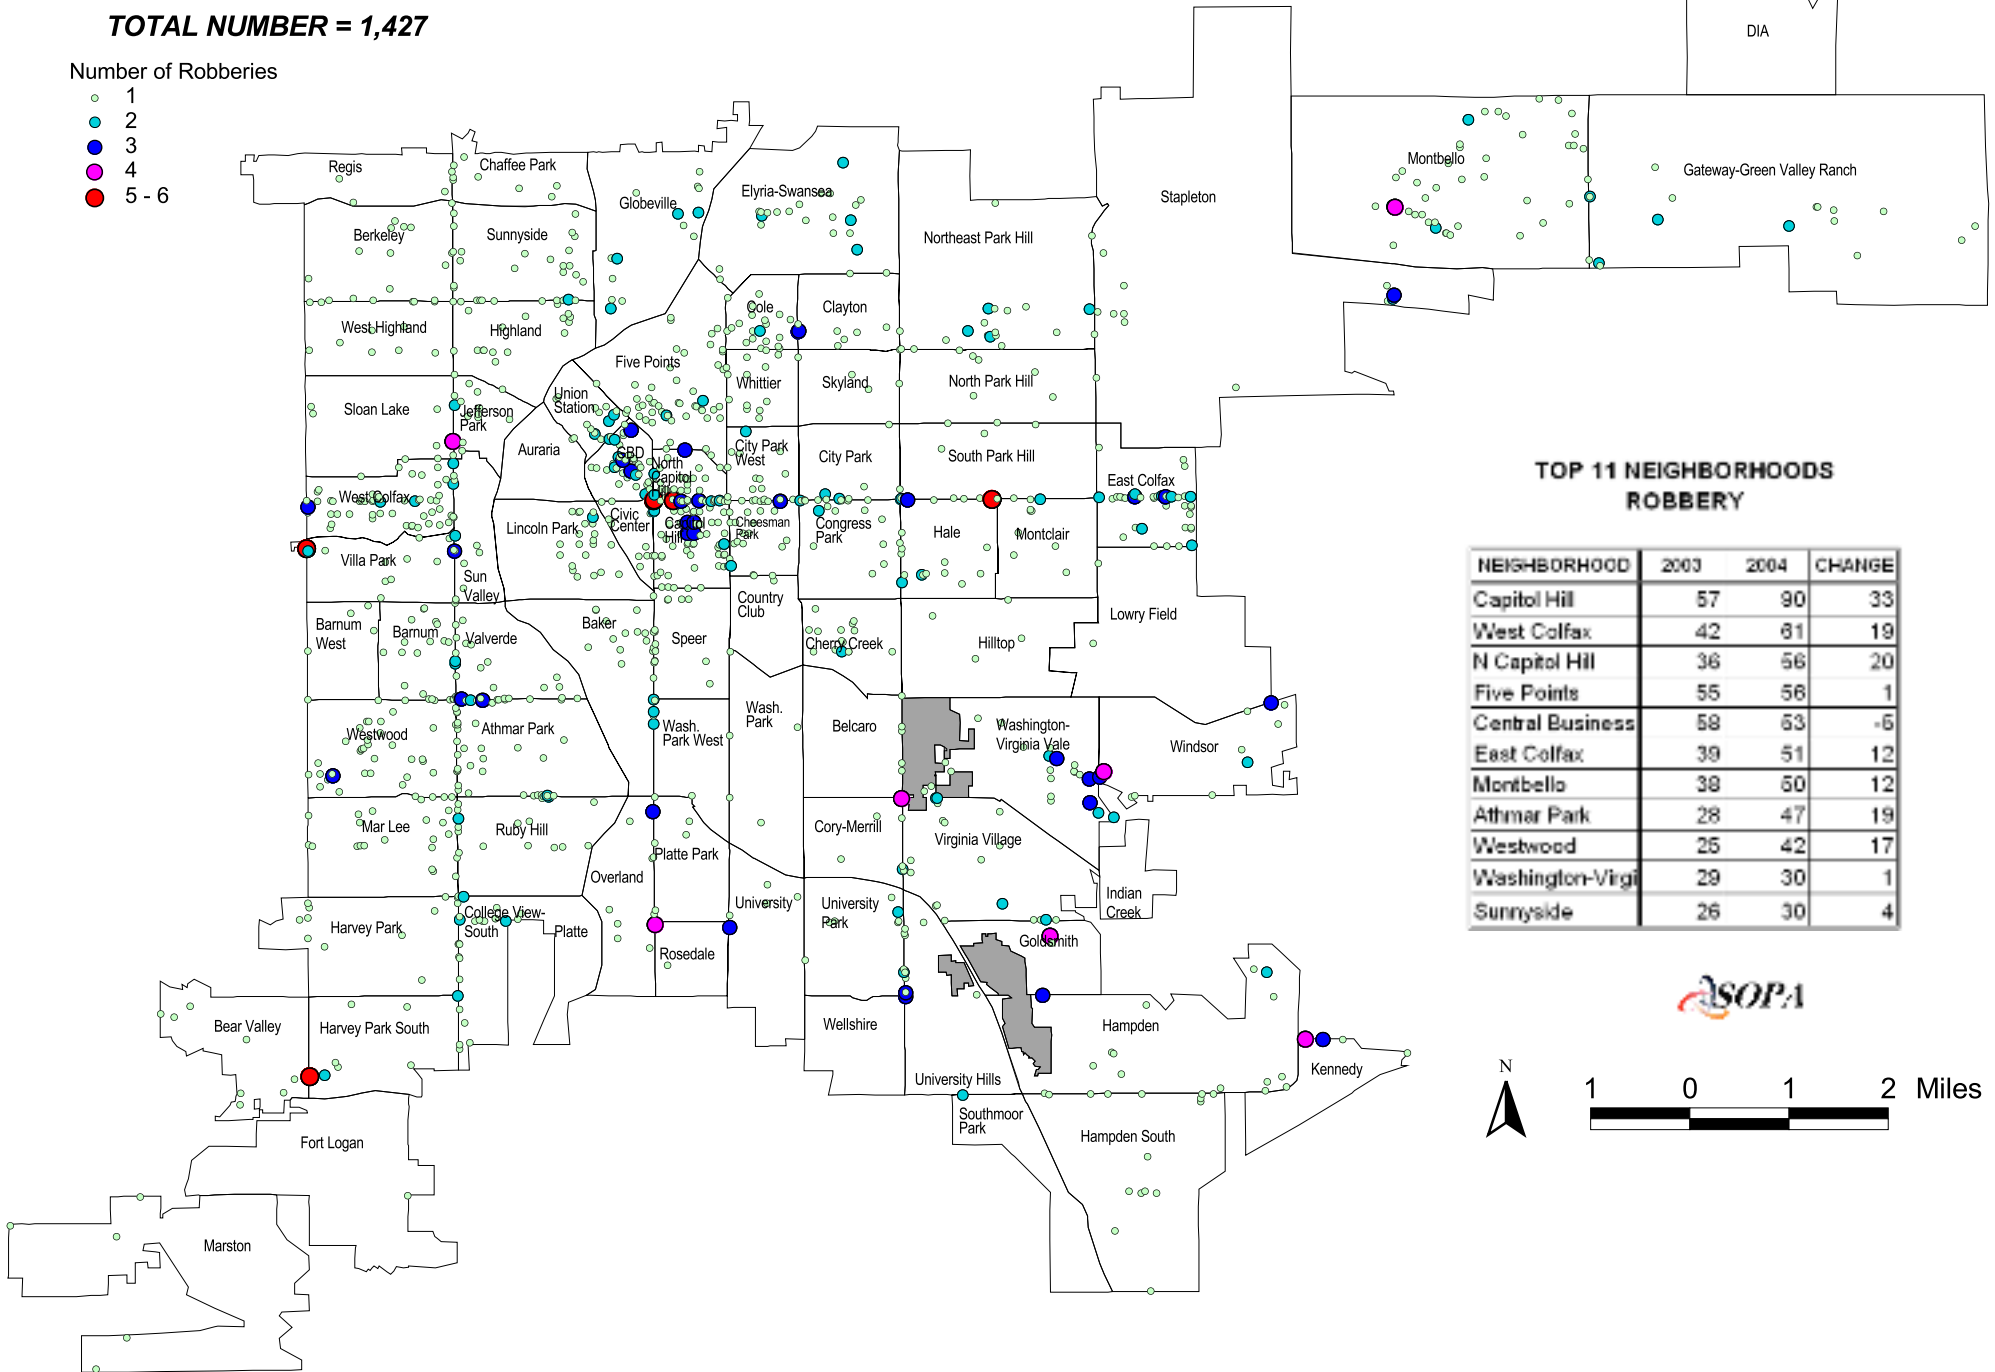 TOTAL NUMBER = 1,427
Number of Robberies
1
2
3
4
5 - 6
DIA
Regis
Chaffee Park
Globeville
Elyria-Swansea
Stapleton
Montbello
Gateway-Green Valley Ranch
Berkeley
Sunnyside
Northeast Park Hill
West Highland
Highland
Cole
Clayton
Five Points
Sloan Lake
Jefferson
Park
Union
Station
Whittier
Skyland
North Park Hill
Auraria
CBD
North
Capitol
Hill
City Park
West
City Park
South Park Hill
East Colfax
West Colfax
Lincoln Park
Civic
Center
Capitol
Hill
Cheesman
Park
Congress
Park
Hale
Montclair
Villa Park
Sun
Valley
Country
Club
Lowry Field
Barnum
West
Barnum
Valverde
Baker
Speer
Cherry Creek
Hilltop
Westwood
Athmar Park
Wash.
Park West
Wash.
Park
Belcaro
Washington-
Virginia Vale
Windsor
Mar Lee
Ruby Hill
Platte Park
Cory-Merrill
Virginia Village
Overland
University
University
Park
Indian
Creek
Harvey Park
College View-
South
Platte
Rosedale
Goldsmith
Bear Valley
Harvey Park South
Wellshire
Hampden
University Hills
Kennedy
Southmoor
Park
Hampden South
Fort Logan
Marston
TOP 11 NEIGHBORHOODS
ROBBERY
NEIGHBORHOOD 2003 2004 CHANGE
Capitol Hill 57 90 33
West Colfax 42 61 19
N Capitol Hill 36 56 20
Five Points 55 56 1
Central Business 58 53 -5
East Colfax 39 51 12
Montbello 38 50 12
Athmar Park 28 47 19
Westwood 25 42 17
Washington-Virgi 29 30 1
Sunnyside 26 30 4
SOPA
N
1 0 1 2 Miles